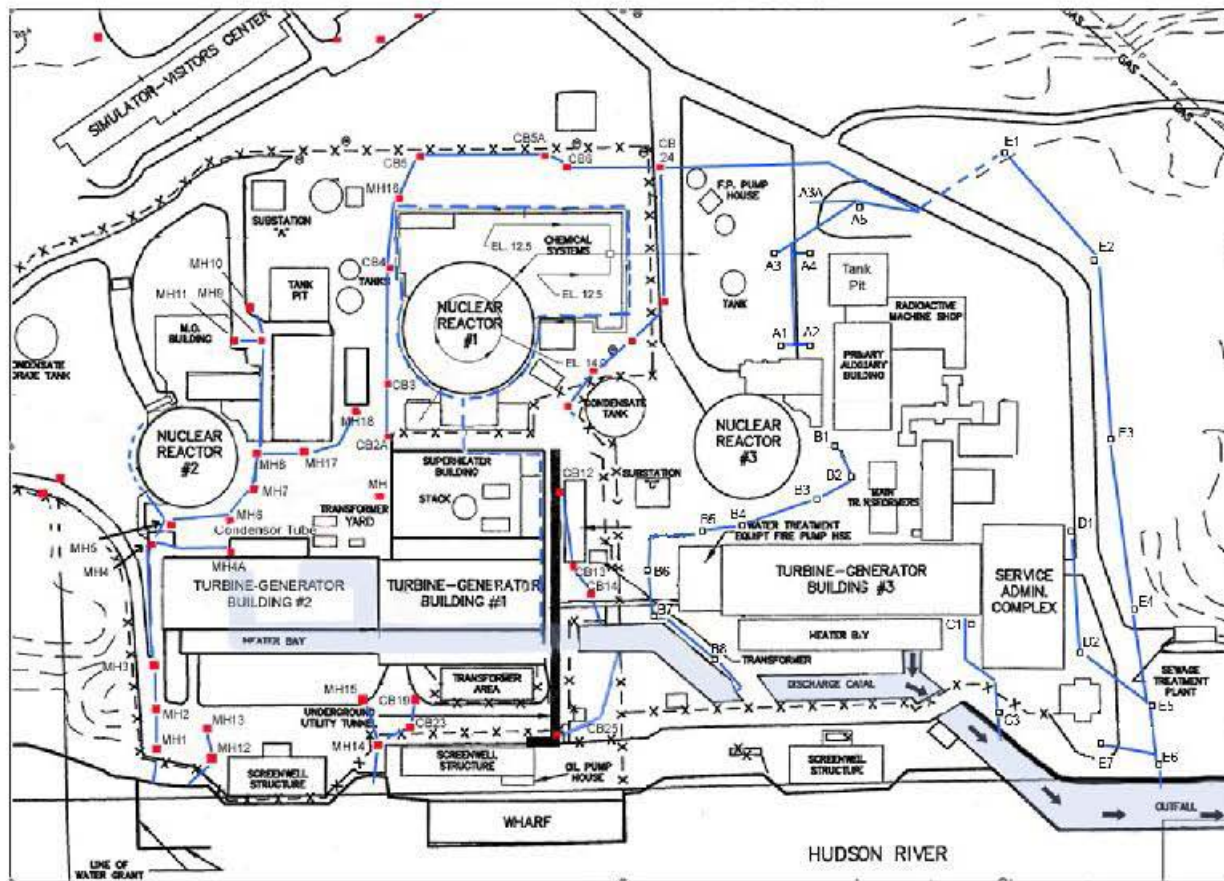 SIMULATOR-VISITORS CENTER
GAS
GAS
GAS
GAS
CB5A
CB5
CB6
CB
24
E1
MH16
F.P. PUMP
HOUSE
A3A
A5
SUBSTATION
"A"
EL. 12.5
CHEMICAL
SYSTEMS
E2
MH10
CB4
TANKS
A3
A4
Tank
Pit
MH9
TANK
PIT
EL. 12.5
TANK
MH11
NUCLEAR
REACTOR
#1
RADIOACTIVE
MACHINE SHOP
M.O.
BUILDING
A1
A2
PRIMARY
AUXILIARY
BUILDING
CONDENSATE
TANK
EL. 14.0
CB3
CONDENSATE
TANK
MH18
NUCLEAR
REACTOR
#2
CB2A
NUCLEAR
REACTOR
#3
B1
E3
MH8
MH17
SUPERHEATER
BUILDING
CB12
SUBSTATION
B2
MH7
MH
STACK
B3
MAIN
TRANSFORMERS
TRANSFORMER
YARD
MH6
Condensor Tube
B5
B4
WATER TREATMENT
EQUIPT FIRE PUMP HSE
D1
MH5
MH4
MH4A
TURBINE-GENERATOR
BUILDING #2
TURBINE-GENERATOR
BUILDING #1
CB13
CB14
B6
TURBINE-GENERATOR
BUILDING #3
SERVICE
ADMIN.
COMPLEX
B7
E4
HEATER BAY
C1
HEATER BAY
MH3
B8
TRANSFORMER
D2
TRANSFORMER
AREA
DISCHARGE CATAL
SEWAGE
TREATMENT
PLANT
MH15
CB19
MH2
UNDERGROUND
UTILITY TUNNEL
C3
E5
MH13
CB23
CB25
MH1
MH12
MH14
E7
E6
SCREENWELL
STRUCTURE
SCREENWELL
STRUCTURE
OIL PUMP
HOUSE
SCREENWELL
STRUCTURE
OUTFALL
WHARF
HUDSON RIVER
LINE OF
WATER GRANT